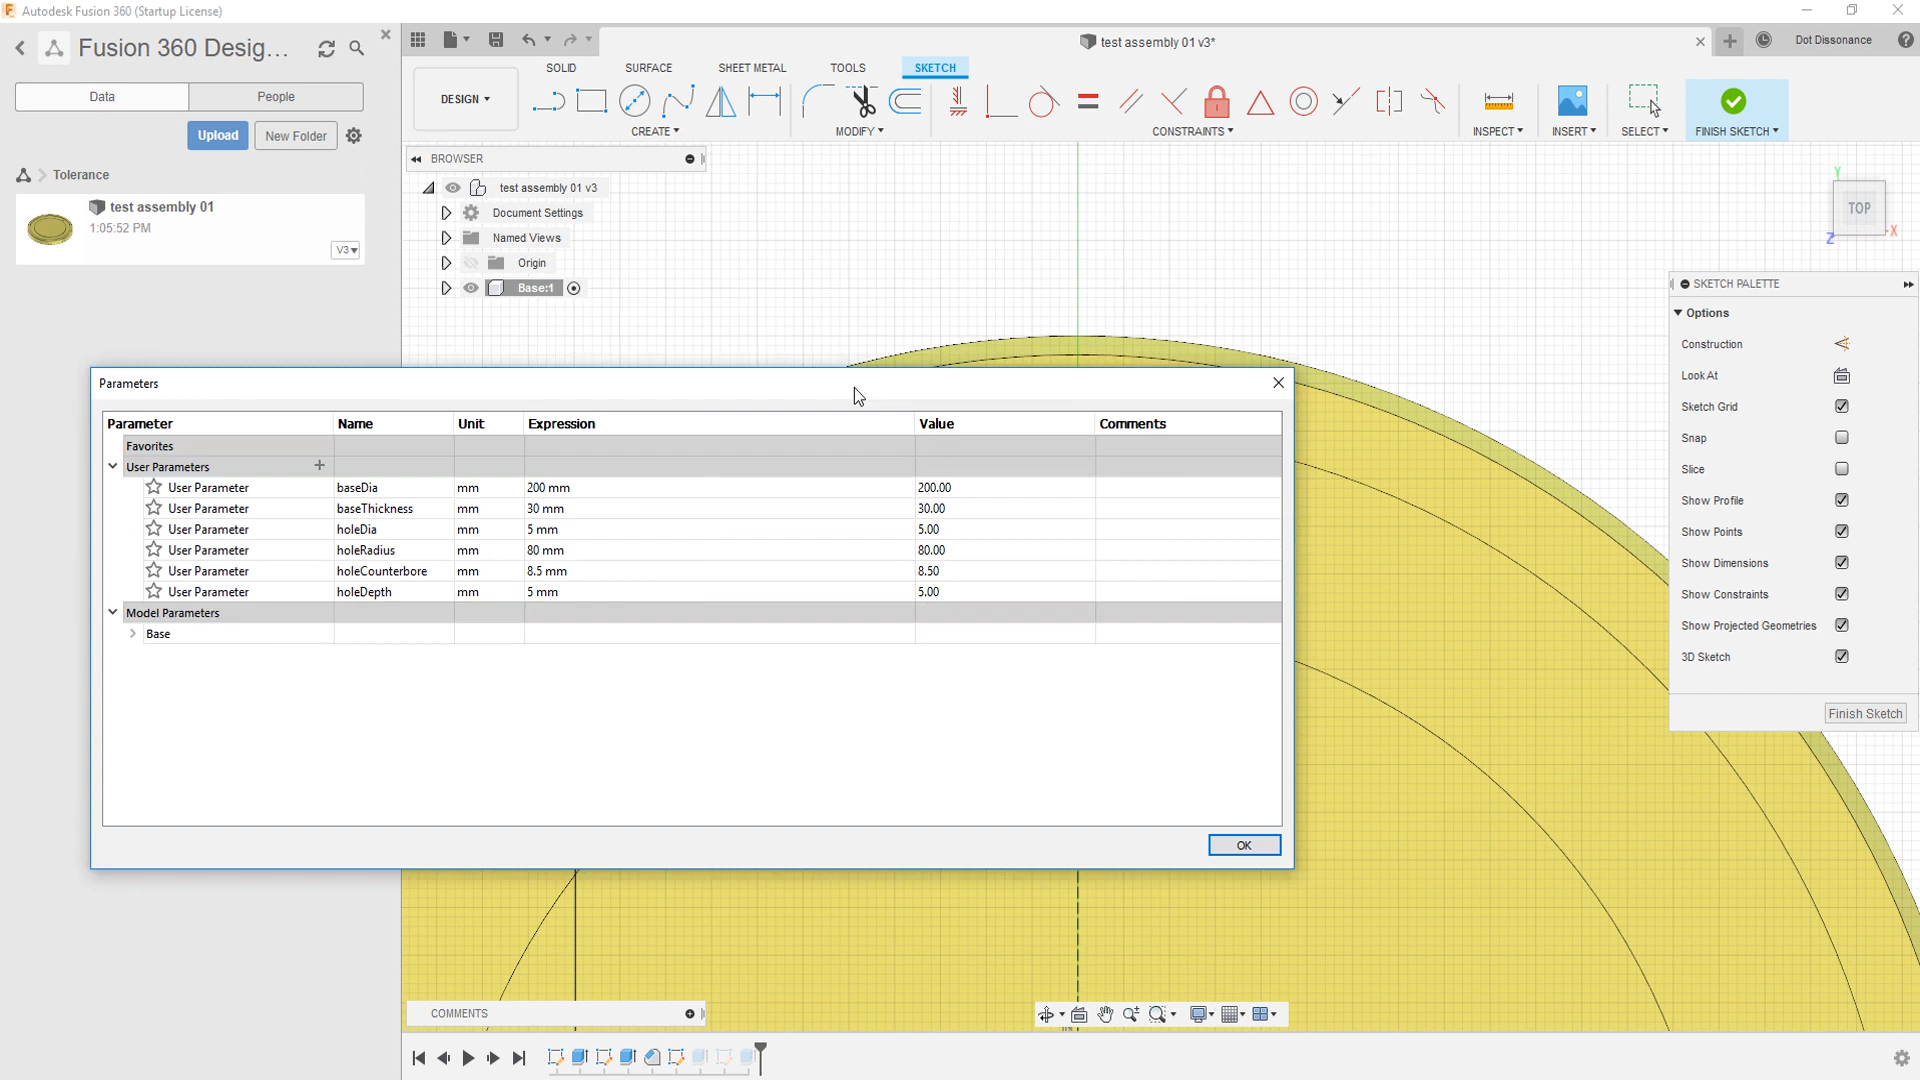 Autodesk Fusion 360 (Startup License)
Fusion 360 Desig...
test assembly 01 v3*
Dot Dissonance
Data
People
Upload
New Folder
Tolerance
test assembly 01
1:05:52 PM
V3
SOLID
SURFACE
SHEET METAL
TOOLS
SKETCH
DESIGN
CREATE
MODIFY
CONSTRAINTS
INSPECT
INSERT
SELECT
FINISH SKETCH
BROWSER
test assembly 01 v3
Document Settings
Named Views
Origin
Base:1
TOP
Y
X
Z
SKETCH PALETTE
Options
Construction
Look At
Sketch Grid
Snap
Slice
Show Profile
Show Points
Show Dimensions
Show Constraints
Show Projected Geometries
3D Sketch
Finish Sketch
Parameters
Parameter Name Unit Expression Value Comments
Favorites
User Parameters +
User Parameter baseDia mm 200 mm 200.00
User Parameter baseThickness mm 30 mm 30.00
User Parameter holeDia mm 5 mm 5.00
User Parameter holeRadius mm 80 mm 80.00
User Parameter holeCounterbore mm 8.5 mm 8.50
User Parameter holeDepth mm 5 mm 5.00
Model Parameters
Base
OK
COMMENTS